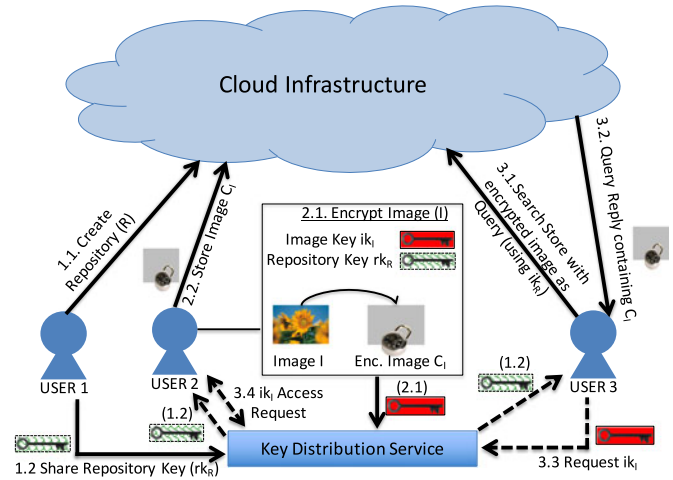 Cloud Infrastructure
1.1. Create
Repository (R)
2.2. Store Image C_I
2.1. Encrypt Image (I)
Image Key ik_I
Repository Key rk_R
Image I
Enc. Image C_I
3.1. Search Store with
encrypted image as
Query (using ik_R)
3.2. Query Reply containing C_I
USER 1
USER 2
USER 3
3.4 ik_I Access
Request
(1.2)
(2.1)
(1.2)
Key Distribution Service
1.2 Share Repository Key (rk_R)
3.3 Request ik_I